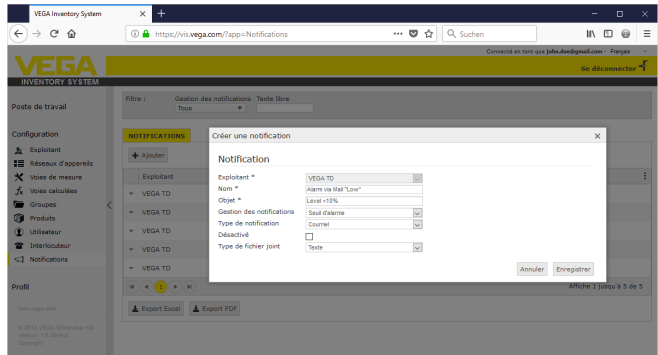 VEGA Inventory System
https://vis.vega.com/?app=Notifications
Suchen
Connecté en tant que john.doe@gmail.com - Français
VEGA
INVENTORY SYSTEM
Se déconnecter
Poste de travail
Filtre :
Gestion des notifications
Texte libre
Tous
Configuration
Exploitant
Réseaux d'appareils
Voies de mesure
Voies calculées
Groupes
Produits
Utilisateur
Interlocuteur
Notifications
Profil
NOTIFICATIONS
Ajouter
Exploitant
VEGA TD
VEGA TD
VEGA TD
VEGA TD
VEGA TD
Créer une notification
Notification
Exploitant *
VEGA TD
Nom *
Alarm via Mail "Low"
Objet *
Level <10%
Gestion des notifications
Seuil d'alarme
Type de notification
Courriel
Désactivé
Type de fichier joint
Texte
Annuler
Enregistrer
1
Affiche 1 jusqu'à 5 de 5
Export Excel
Export PDF
www.vega.com
Copyright